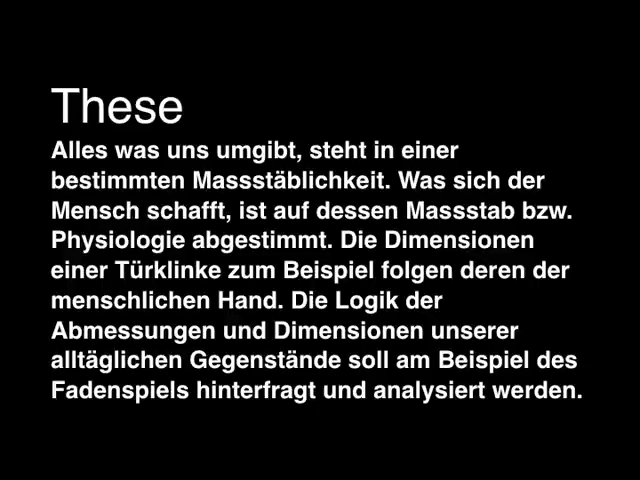 These
Alles was uns umgibt, steht in einer
bestimmten Massstäblichkeit. Was sich der
Mensch schafft, ist auf dessen Massstab bzw.
Physiologie abgestimmt. Die Dimensionen
einer Türklinke zum Beispiel folgen deren der
menschlichen Hand. Die Logik der
Abmessungen und Dimensionen unserer
alltäglichen Gegenstände soll am Beispiel des
Fadenspiels hinterfragt und analysiert werden.